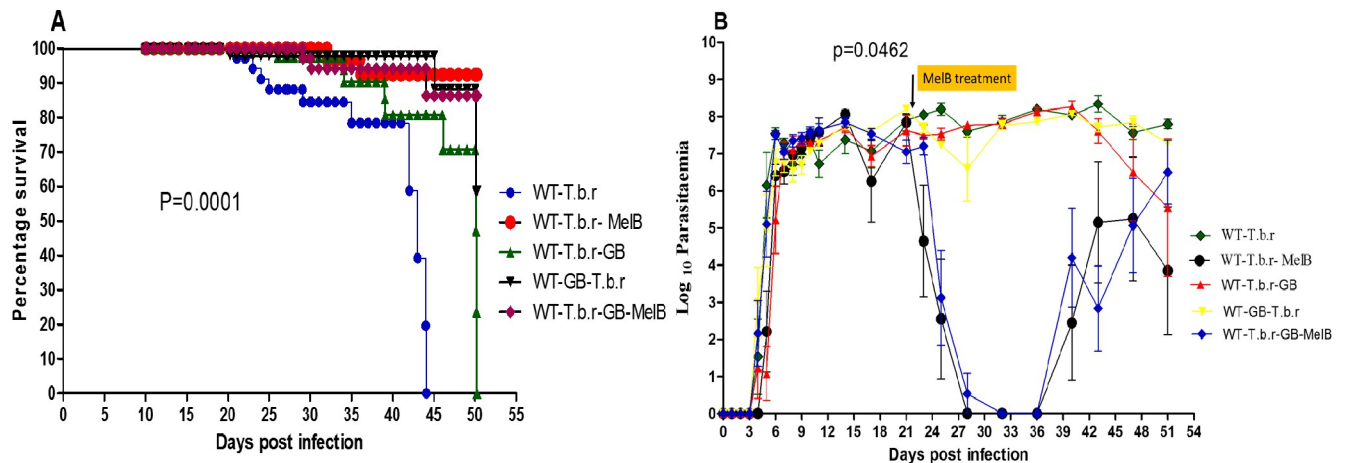 A
Percentage survival
100
90
80
70
60
50
40
30
20
10
0
P=0.0001
0 5 10 15 20 25 30 35 40 45 50 55
Days post infection
WT-T.b.r
WT-T.b.r- MelB
WT-T.b.r-GB
WT-GB-T.b.r
WT-T.b.r-GB-MelB
B
p=0.0462
MelB treatment
Log 10 Parasitaemia
10
9
8
7
6
5
4
3
2
1
0
0 3 6 9 12 15 18 21 24 27 30 33 36 39 42 45 48 51 54
Days post infection
WT-T.b.r
WT-T.b.r- MelB
WT-T.b.r-GB
WT-GB-T.b.r
WT-T.b.r-GB-MelB